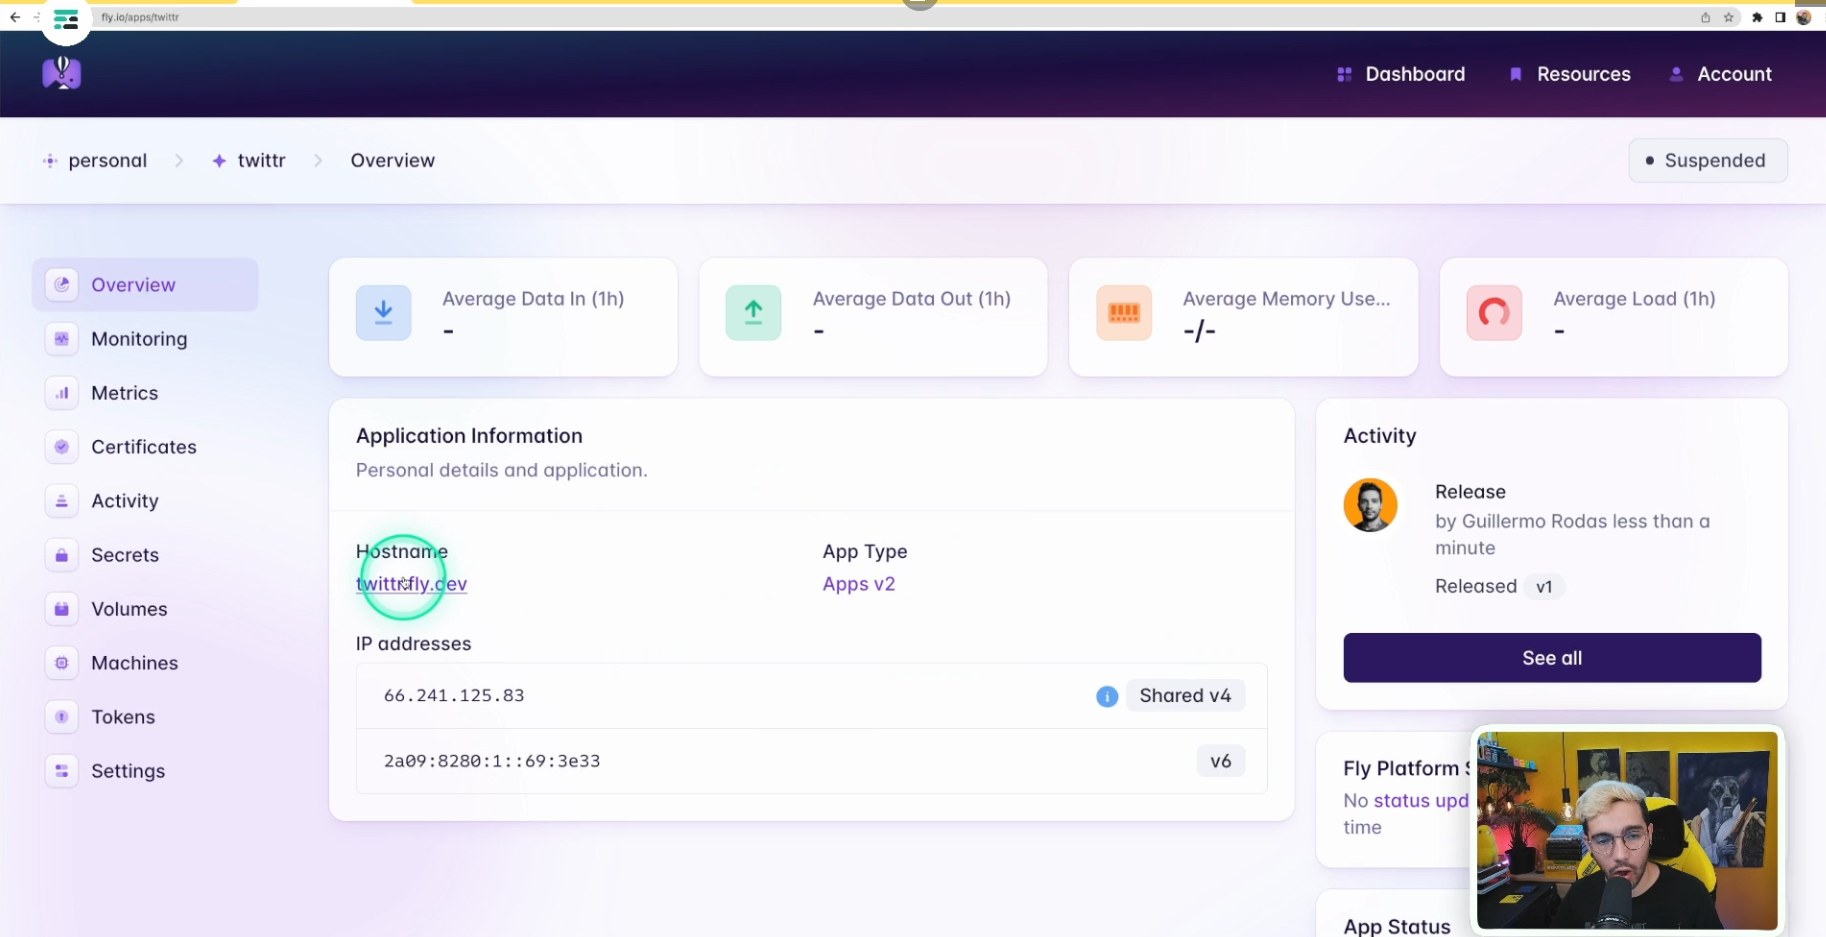 fly.io/apps/twittr
Dashboard
Resources
Account
personal
twittr
Overview
Suspended
Overview
Monitoring
Metrics
Certificates
Activity
Secrets
Volumes
Machines
Tokens
Settings
Average Data In (1h)
-
Average Data Out (1h)
-
Average Memory Use...
-/-
Average Load (1h)
-
Application Information
Personal details and application.
Hostname
twittr.fly.dev
App Type
Apps v2
IP addresses
66.241.125.83
Shared v4
2a09:8280:1::69:3e33
v6
Activity
Release
by Guillermo Rodas less than a
minute
Released v1
See all
Fly Platform S
No status upd
time
App Status